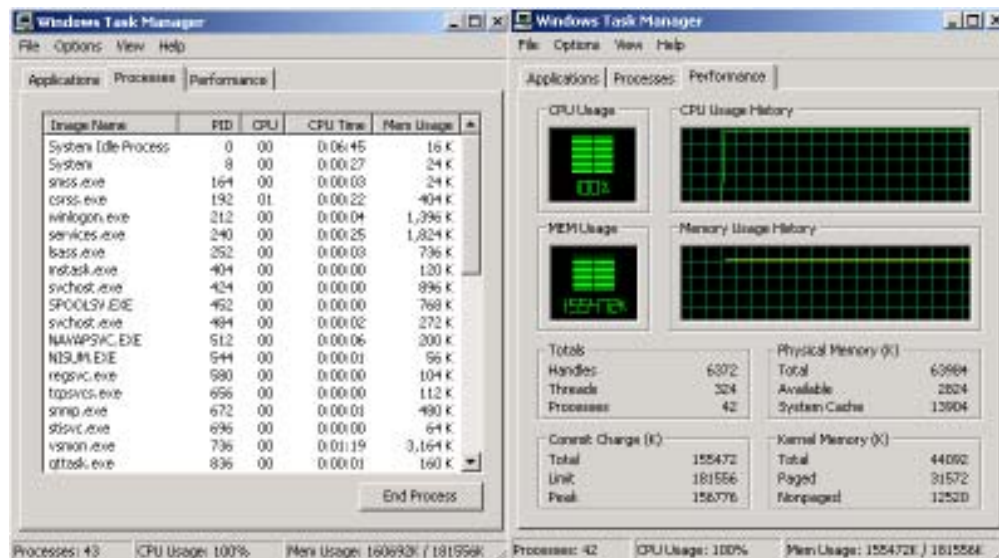 Windows Task Manager
File Options View Help
Applications Processes Performance
Image Name PID CPU CPU Time Mem Usage
System Idle Process 0 00 0:06:45 16 K
System 8 00 0:00:27 24 K
smss.exe 164 00 0:00:03 24 K
csrss.exe 192 01 0:00:22 404 K
winlogon.exe 212 00 0:00:04 1,396 K
services.exe 240 00 0:00:25 1,824 K
lsass.exe 252 00 0:00:03 736 K
mstask.exe 404 00 0:00:00 120 K
svchost.exe 424 00 0:00:00 896 K
SPOOLSV.EXE 452 00 0:00:00 768 K
svchost.exe 484 00 0:00:02 272 K
NAVAPSVC.EXE 512 00 0:00:06 200 K
NISUM.EXE 544 00 0:00:01 56 K
regsvc.exe 580 00 0:00:00 104 K
tcpsvcs.exe 656 00 0:00:00 112 K
snmp.exe 672 00 0:00:01 480 K
stisvc.exe 696 00 0:00:00 64 K
vsmon.exe 736 00 0:01:19 3,164 K
qttask.exe 836 00 0:00:01 160 K
End Process
Processes: 43 CPU Usage: 100% Mem Usage: 160692K / 181556K
Windows Task Manager
File Options View Help
Applications Processes Performance
CPU Usage CPU Usage History
100%
MEM Usage Memory Usage History
155472K
Totals
Handles 6372
Threads 324
Processes 42
Physical Memory (K)
Total 63984
Available 2824
System Cache 13904
Commit Charge (K)
Total 155472
Limit 181556
Peak 156776
Kernel Memory (K)
Total 44092
Paged 31572
Nonpaged 12520
Processes: 42 CPU Usage: 100% Mem Usage: 155472K / 181556K